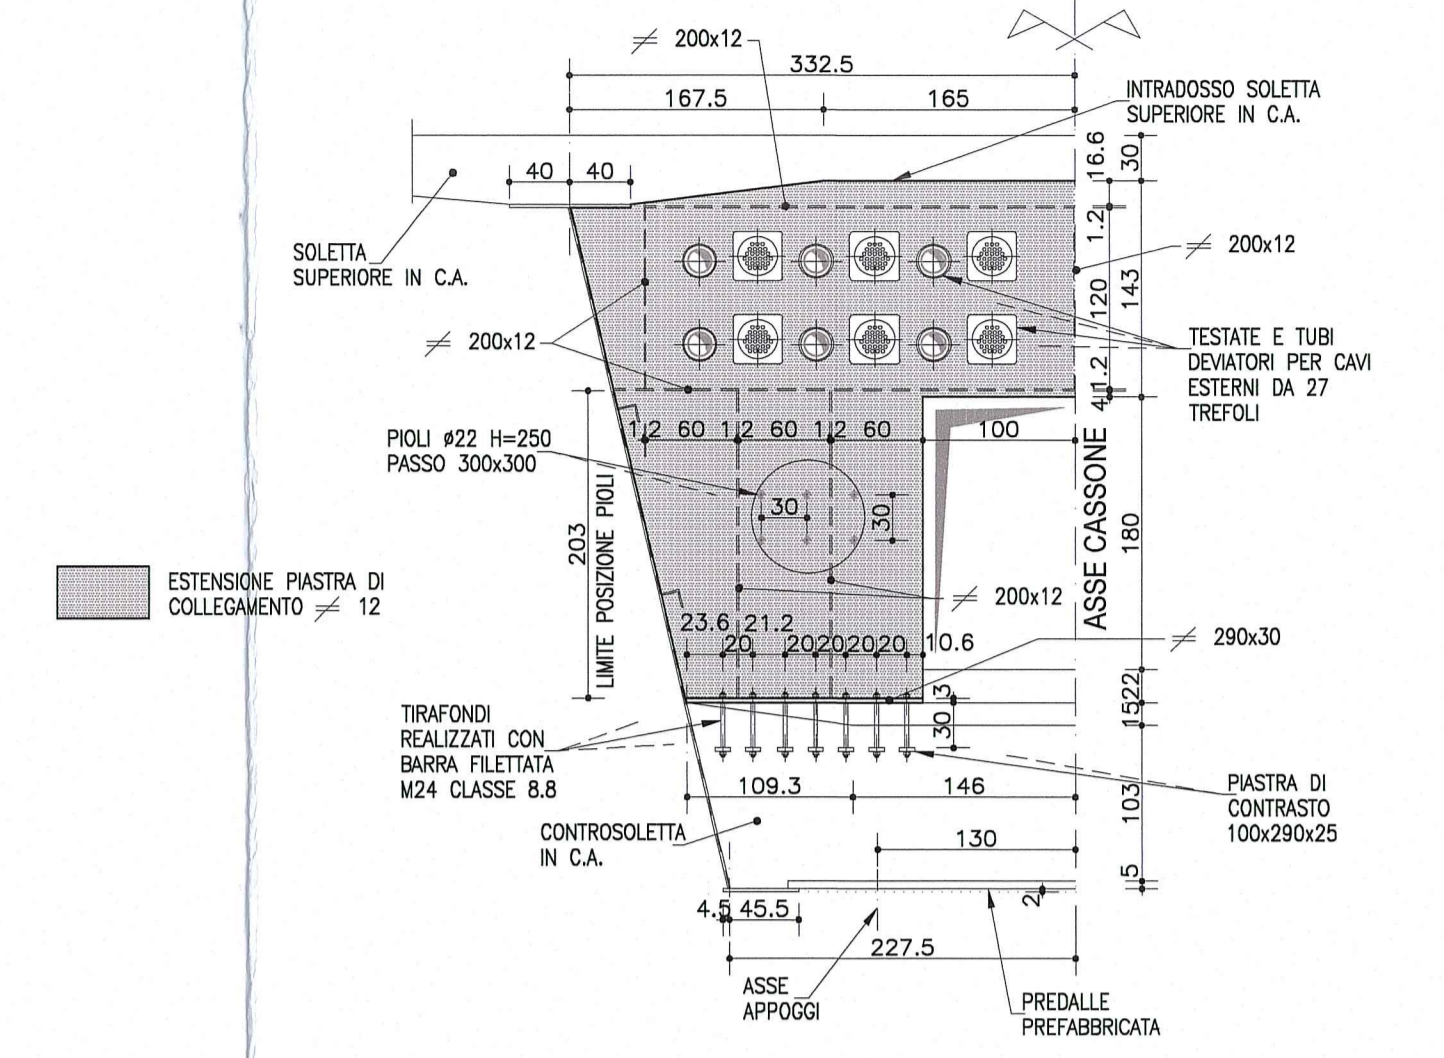 ≠ 200x12
332.5
167.5
165
INTRADOSSO SOLETTA
SUPERIORE IN C.A.
16.6
30
40
40
1.2
≠ 200x12
SOLETTA
SUPERIORE IN C.A.
120
143
≠ 200x12
TESTATE E TUBI
DEVIATORI PER CAVI
ESTERNI DA 27
TREFOLI
1.2
4
PIOLI ø22 H=250
PASSO 300x300
1.2
60
1.2
60
1.2
60
100
30
30
203
LIMITE POSIZIONE PIOLI
ASSE CASSONE
180
ESTENSIONE PIASTRA DI
COLLEGAMENTO ≠ 12
≠ 200x12
23.6
21.2
20
20
20
20
20
10.6
≠ 290x30
3
22
15
30
TIRAFONDI
REALIZZATI CON
BARRA FILETTATA
M24 CLASSE 8.8
109.3
146
103
PIASTRA DI
CONTRASTO
100x290x25
CONTROSOLETTA
IN C.A.
130
5
2
4.5
45.5
227.5
ASSE
APPOGGI
PREDALLE
PREFABBRICATA